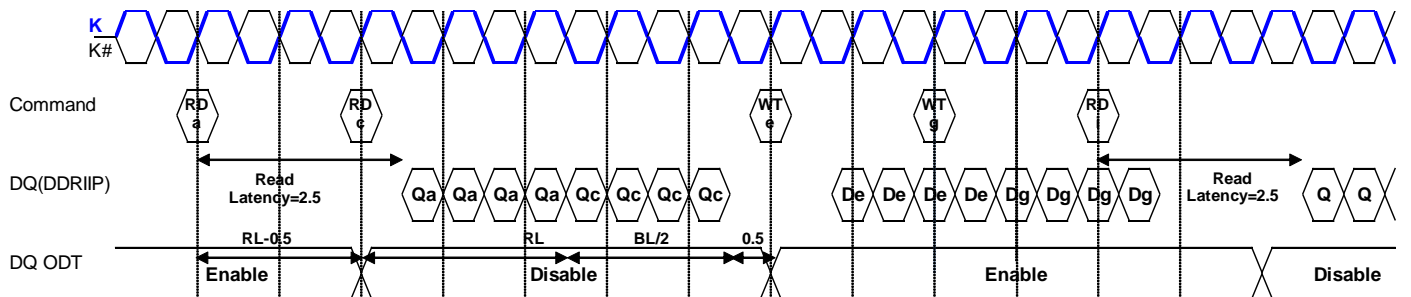 K
K#
Command
RD
a
RD
c
WT
e
WT
g
RD
i
DQ(DDRIIP)
Read
Latency=2.5
Qa Qa Qa Qa Qc Qc Qc Qc
De De De De Dg Dg Dg Dg
Read
Latency=2.5
Q Q
DQ ODT
RL-0.5
RL
BL/2
0.5
Enable
Disable
Enable
Disable